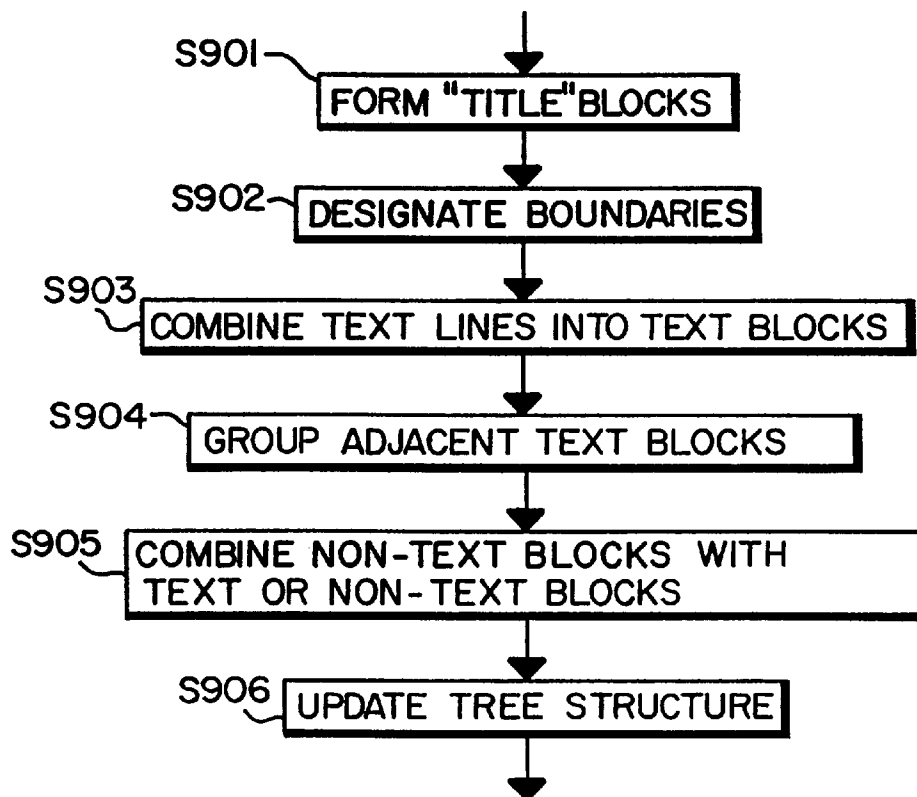 S901
FORM "TITLE" BLOCKS
S902
DESIGNATE BOUNDARIES
S903
COMBINE TEXT LINES INTO TEXT BLOCKS
S904
GROUP ADJACENT TEXT BLOCKS
S905
COMBINE NON-TEXT BLOCKS WITH
TEXT OR NON-TEXT BLOCKS
S906
UPDATE TREE STRUCTURE